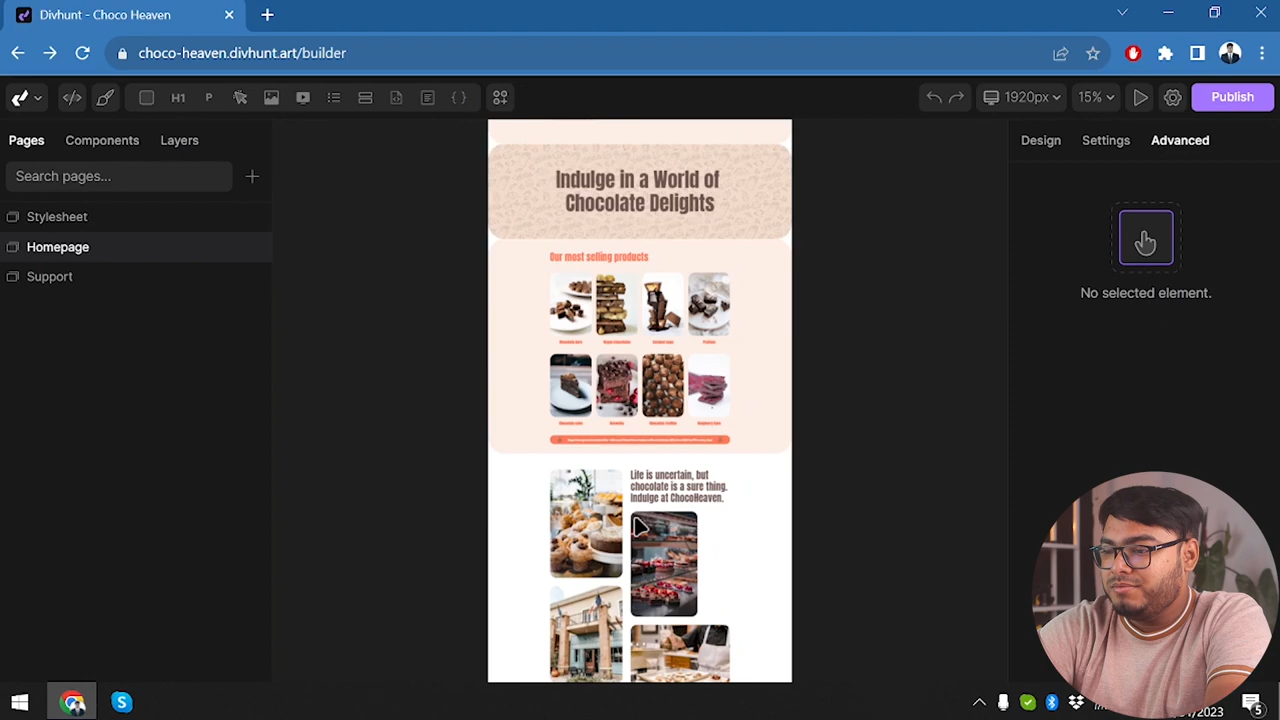 Divhunt - Choco Heaven
choco-heaven.divhunt.art/builder
H1
P
1920px
15%
Publish
Pages
Components
Layers
Design
Settings
Advanced
Search pages...
Stylesheet
Homepage
Support
No selected element.
Indulge in a World of
Chocolate Delights
Our most selling products
Life is uncertain, but
chocolate is a sure thing.
Indulge at ChocoHeaven.
5